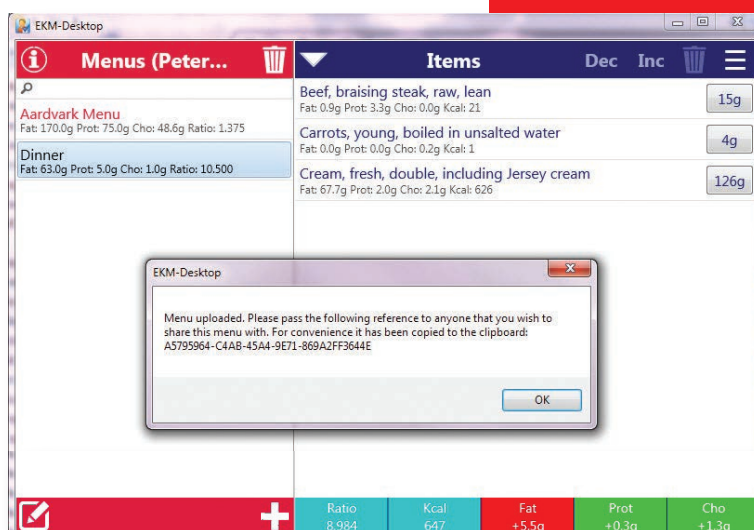 EKM-Desktop
Menus (Peter...
Items
Dec Inc
Aardvark Menu
Fat: 170.0g Prot: 75.0g Cho: 48.6g Ratio: 1.375
Dinner
Fat: 63.0g Prot: 5.0g Cho: 1.0g Ratio: 10.500
Beef, braising steak, raw, lean
Fat: 0.9g Prot: 3.3g Cho: 0.0g Kcal: 21
15g
Carrots, young, boiled in unsalted water
Fat: 0.0g Prot: 0.0g Cho: 0.2g Kcal: 1
4g
Cream, fresh, double, including Jersey cream
Fat: 67.7g Prot: 2.0g Cho: 2.1g Kcal: 626
126g
EKM-Desktop
Menu uploaded. Please pass the following reference to anyone that you wish to
share this menu with. For convenience it has been copied to the clipboard:
A5795964-C4AB-45A4-9E71-869A2FF3644E
OK
Ratio Kcal Fat Prot Cho
8.984 647 +5.5g +0.3g +1.3g